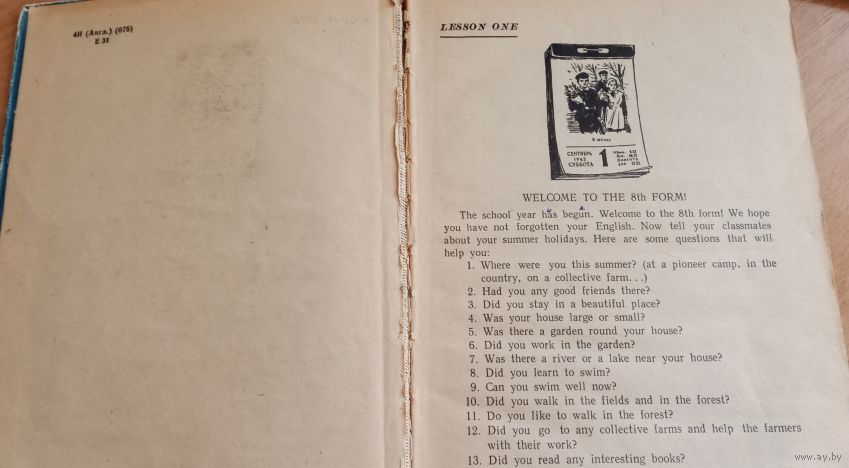 4И (Англ.) (075)
Е 31
LESSON ONE
СЕНТЯБРЬ
1962
СУББОТА
1
WELCOME TO THE 8th FORM!
The school year has begun. Welcome to the 8th form! We hope
you have not forgotten your English. Now tell your classmates
about your summer holidays. Here are some questions that will
help you:
1. Where were you this summer? (at a pioneer camp, in the
country, on a collective farm...)
2. Had you any good friends there?
3. Did you stay in a beautiful place?
4. Was your house large or small?
5. Was there a garden round your house?
6. Did you work in the garden?
7. Was there a river or a lake near your house?
8. Did you learn to swim?
9. Can you swim well now?
10. Did you walk in the fields and in the forest?
11. Do you like to walk in the forest?
12. Did you go to any collective farms and help the farmers
with their work?
13. Did you read any interesting books?
www.ay.by